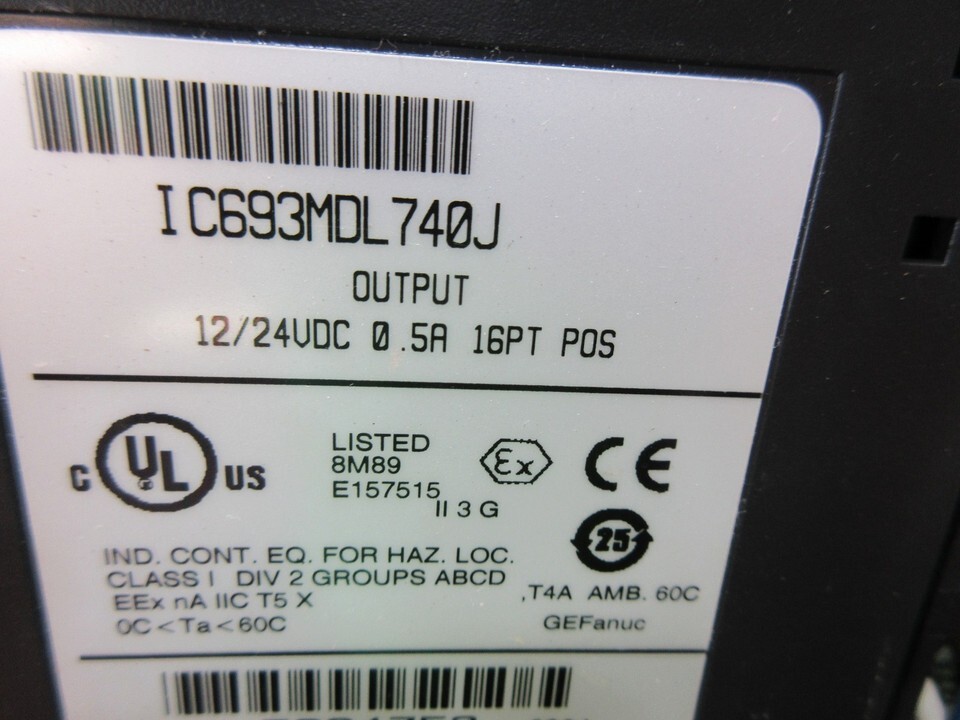 IC693MDL740J
OUTPUT
12/24VDC 0.5A 16PT POS
C UL US
LISTED
8M89
E157515
Ex
CE
II 3 G
25
IND. CONT. EQ. FOR HAZ. LOC.
CLASS I DIV 2 GROUPS ABCD
,T4A AMB. 60C
EEx nA IIC T5 X
0C<Ta<60C
GEFanuc